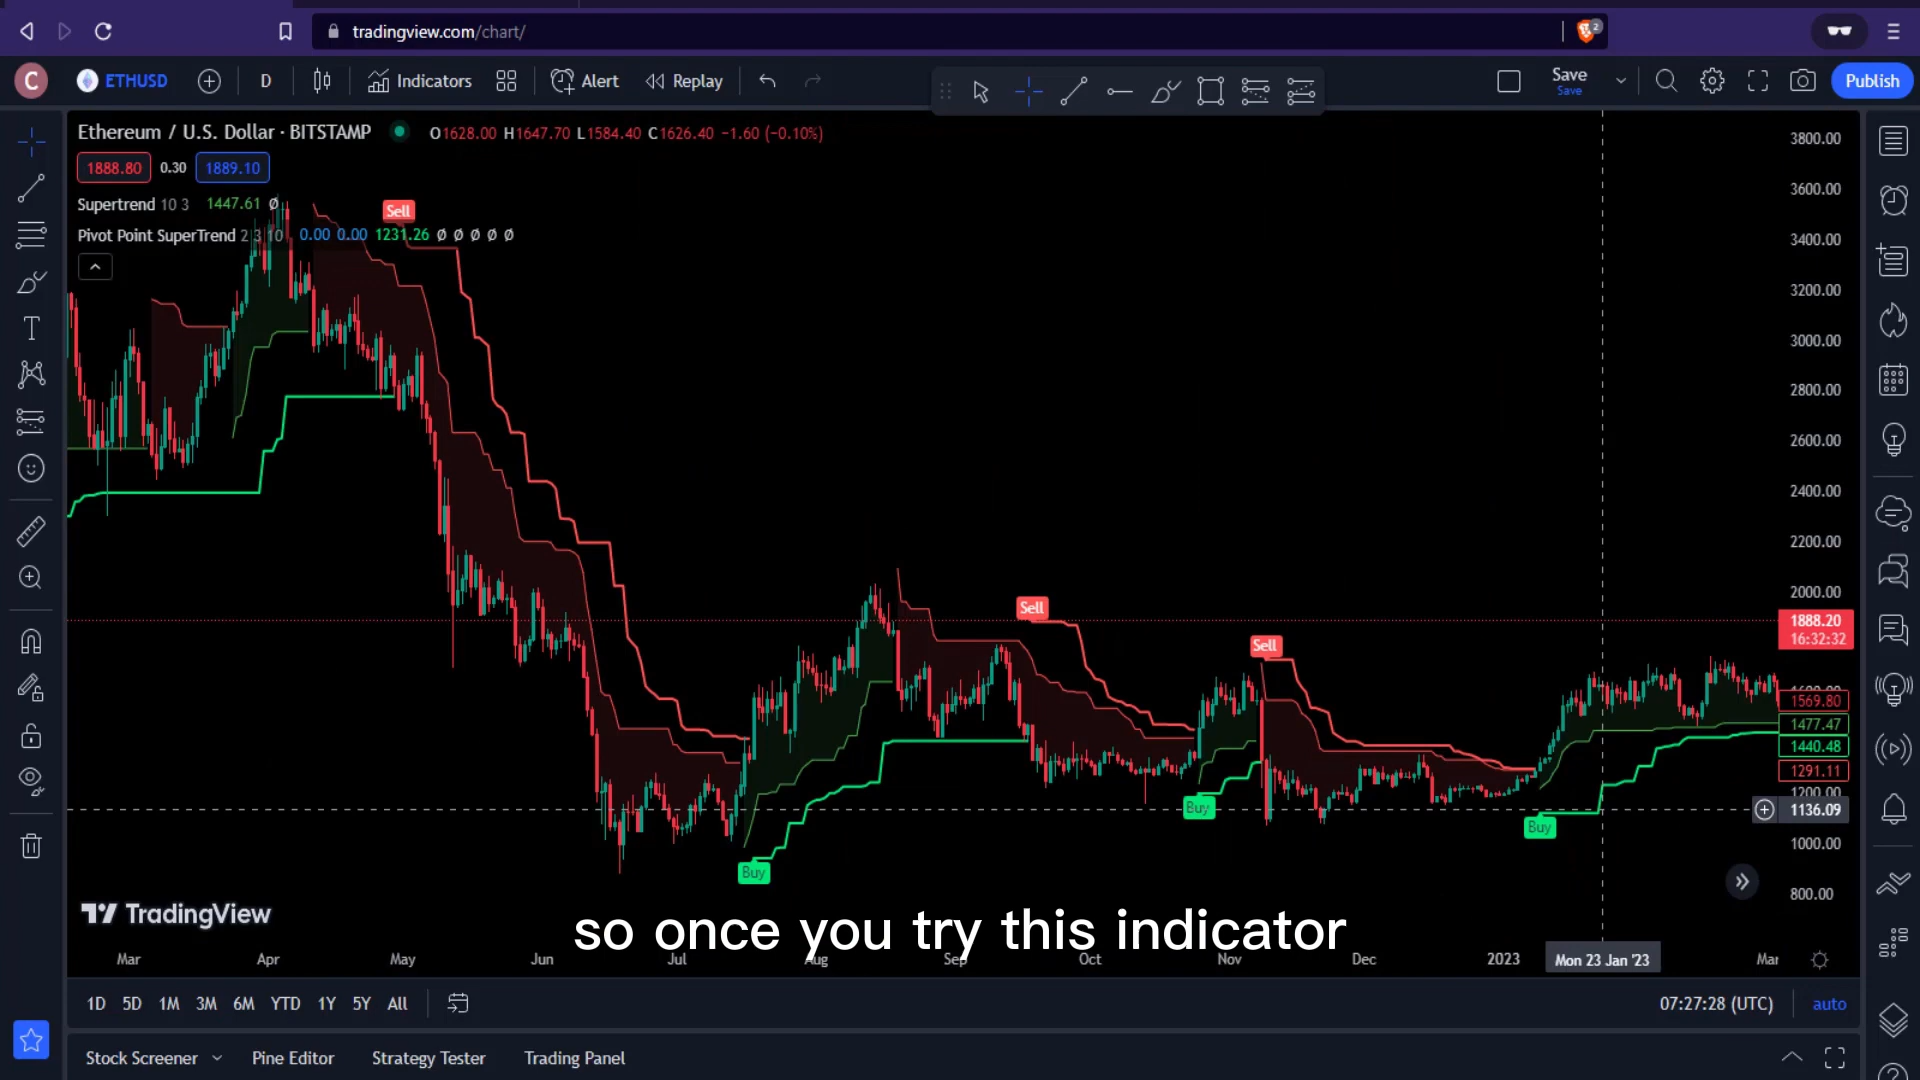 tradingview.com/chart/
2
C
ETHUSD
D
Indicators
Alert
Replay
Save
Save
Publish
Ethereum / U.S. Dollar · BITSTAMP
O1628.00 H1647.70 L1584.40 C1626.40 −1.60 (−0.10%)
1888.80
0.30
1889.10
Supertrend 10 3 1447.61 Ø
Pivot Point SuperTrend 2 3 10 0.00 0.00 1231.26 Ø Ø Ø Ø Ø
Sell
Sell
Sell
Buy
Buy
Buy
3800.00
3600.00
3400.00
3200.00
3000.00
2800.00
2600.00
2400.00
2200.00
2000.00
1888.20
16:32:32
1569.80
1477.47
1440.48
1291.11
1200.00
1136.09
1000.00
800.00
TradingView
so once you try this indicator
Mar
Apr
May
Jun
Jul
Aug
Sep
Oct
Nov
Dec
2023
Mon 23 Jan '23
Mar
1D 5D 1M 3M 6M YTD 1Y 5Y All
07:27:28 (UTC)
auto
Stock Screener
Pine Editor
Strategy Tester
Trading Panel